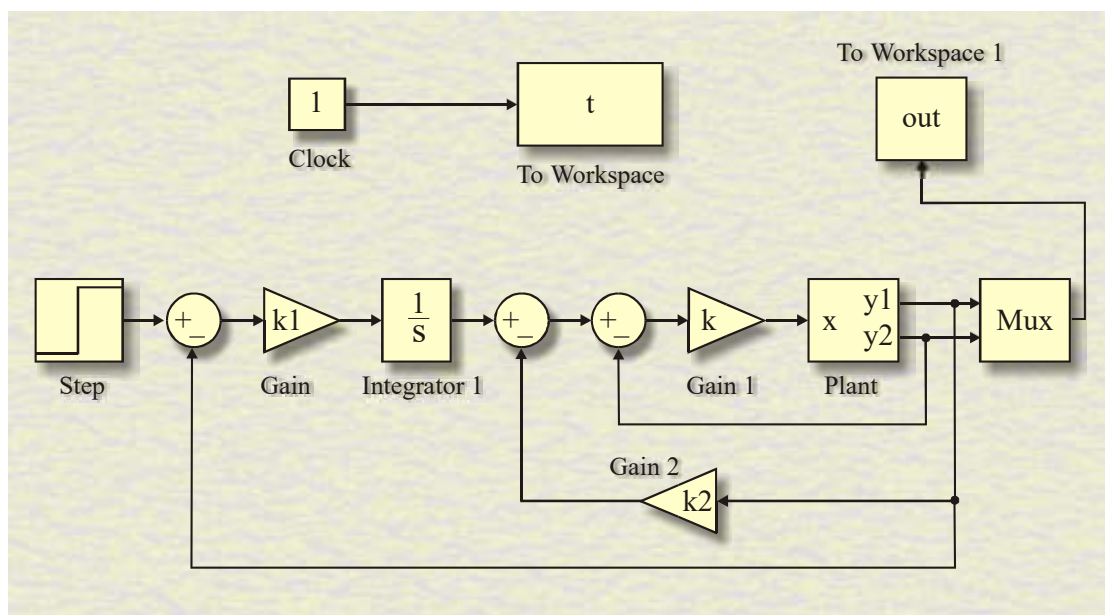 To Workspace 1
1
t
out
Clock
To Workspace
+
−
k1
1
s
+
−
+
−
k
x
y1
y2
Mux
Step
Gain
Integrator 1
Gain 1
Plant
Gain 2
k2